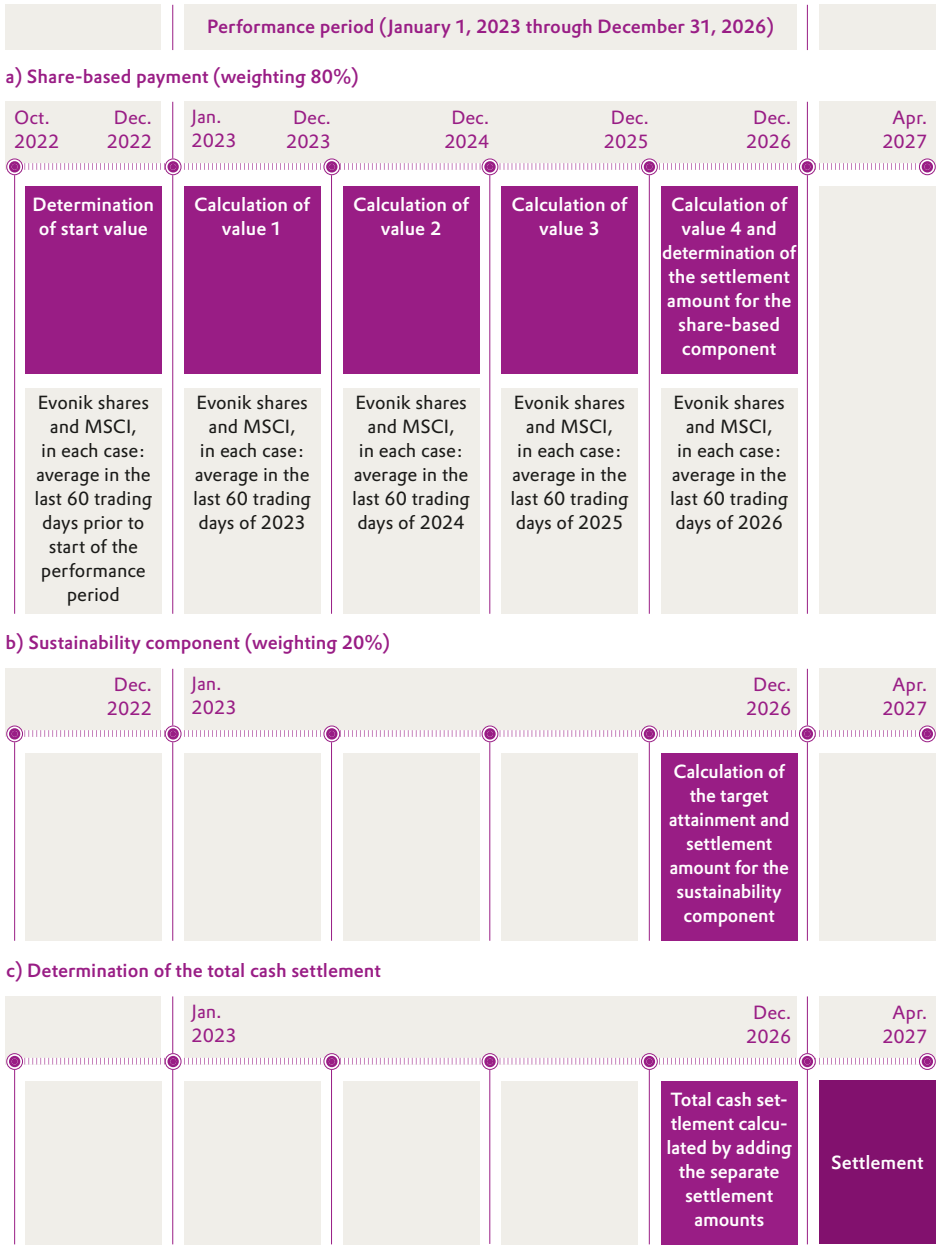 Performance period (January 1, 2023 through December 31, 2026)
a) Share-based payment (weighting 80%)
Oct.
2022
Dec.
2022
Jan.
2023
Dec.
2023
Dec.
2024
Dec.
2025
Dec.
2026
Apr.
2027
Determination
of start value
Calculation of
value 1
Calculation of
value 2
Calculation of
value 3
Calculation of
value 4 and
determination of
the settlement
amount for the
share-based
component
Evonik shares
and MSCI,
in each case:
average in the
last 60 trading
days prior to
start of the
performance
period
Evonik shares
and MSCI,
in each case:
average in the
last 60 trading
days of 2023
Evonik shares
and MSCI,
in each case:
average in the
last 60 trading
days of 2024
Evonik shares
and MSCI,
in each case:
average in the
last 60 trading
days of 2025
Evonik shares
and MSCI,
in each case:
average in the
last 60 trading
days of 2026
b) Sustainability component (weighting 20%)
Dec.
2022
Jan.
2023
Dec.
2026
Apr.
2027
Calculation of
the target
attainment and
settlement
amount for the
sustainability
component
c) Determination of the total cash settlement
Jan.
2023
Dec.
2026
Apr.
2027
Total cash set-
tlement calcu-
lated by adding
the separate
settlement
amounts
Settlement